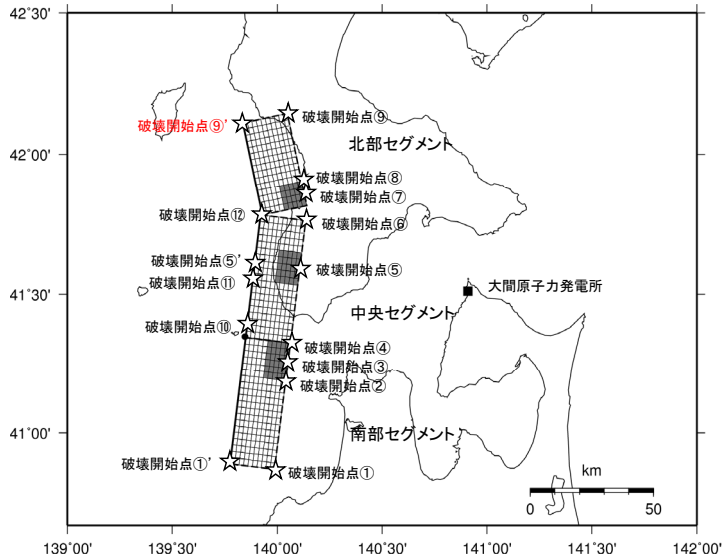 42˚30'
破壊開始点⑨'
破壊開始点⑨
北部セグメント
42˚00'
破壊開始点⑧
破壊開始点⑦
破壊開始点⑫
破壊開始点⑥
破壊開始点⑤'
破壊開始点⑤
破壊開始点⑪
大間原子力発電所
41˚30'
中央セグメント
破壊開始点⑩
破壊開始点④
破壊開始点③
破壊開始点②
41˚00'
南部セグメント
破壊開始点①'
破壊開始点①
km
0 50
139˚00' 139˚30' 140˚00' 140˚30' 141˚00' 141˚30' 142˚00'